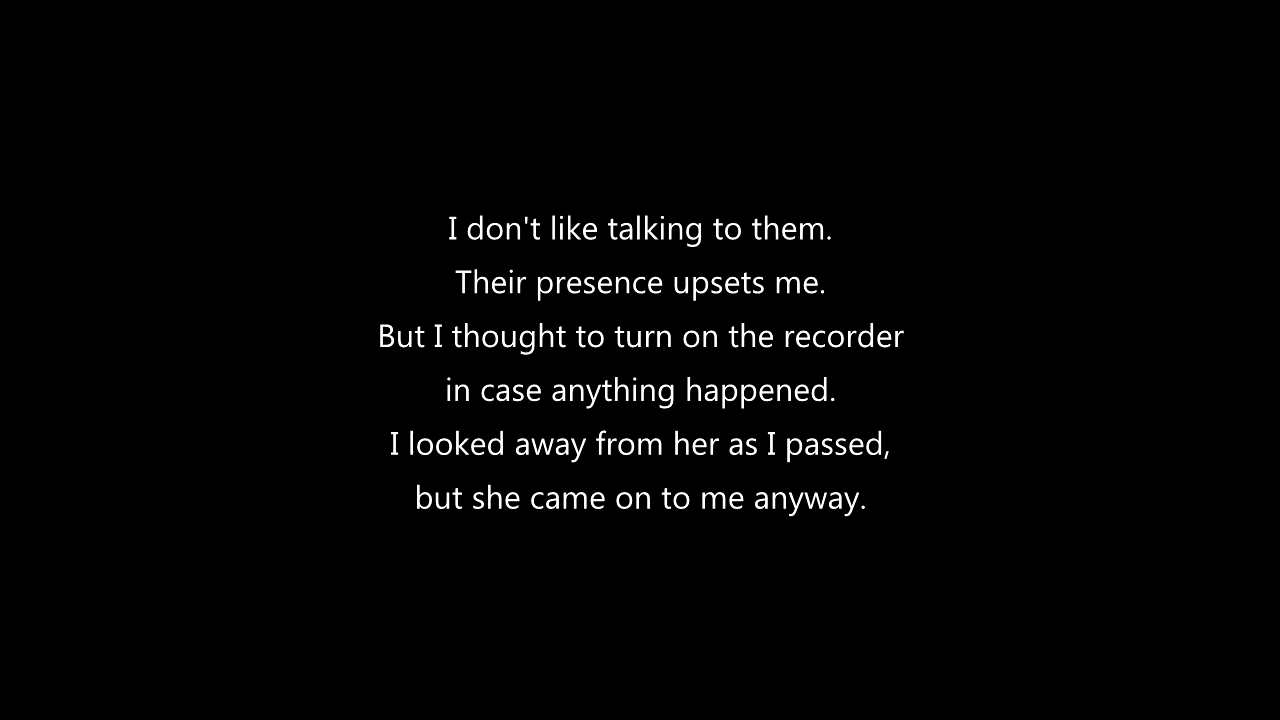 I don't like talking to them.
Their presence upsets me.
But I thought to turn on the recorder
in case anything happened.
I looked away from her as I passed,
but she came on to me anyway.